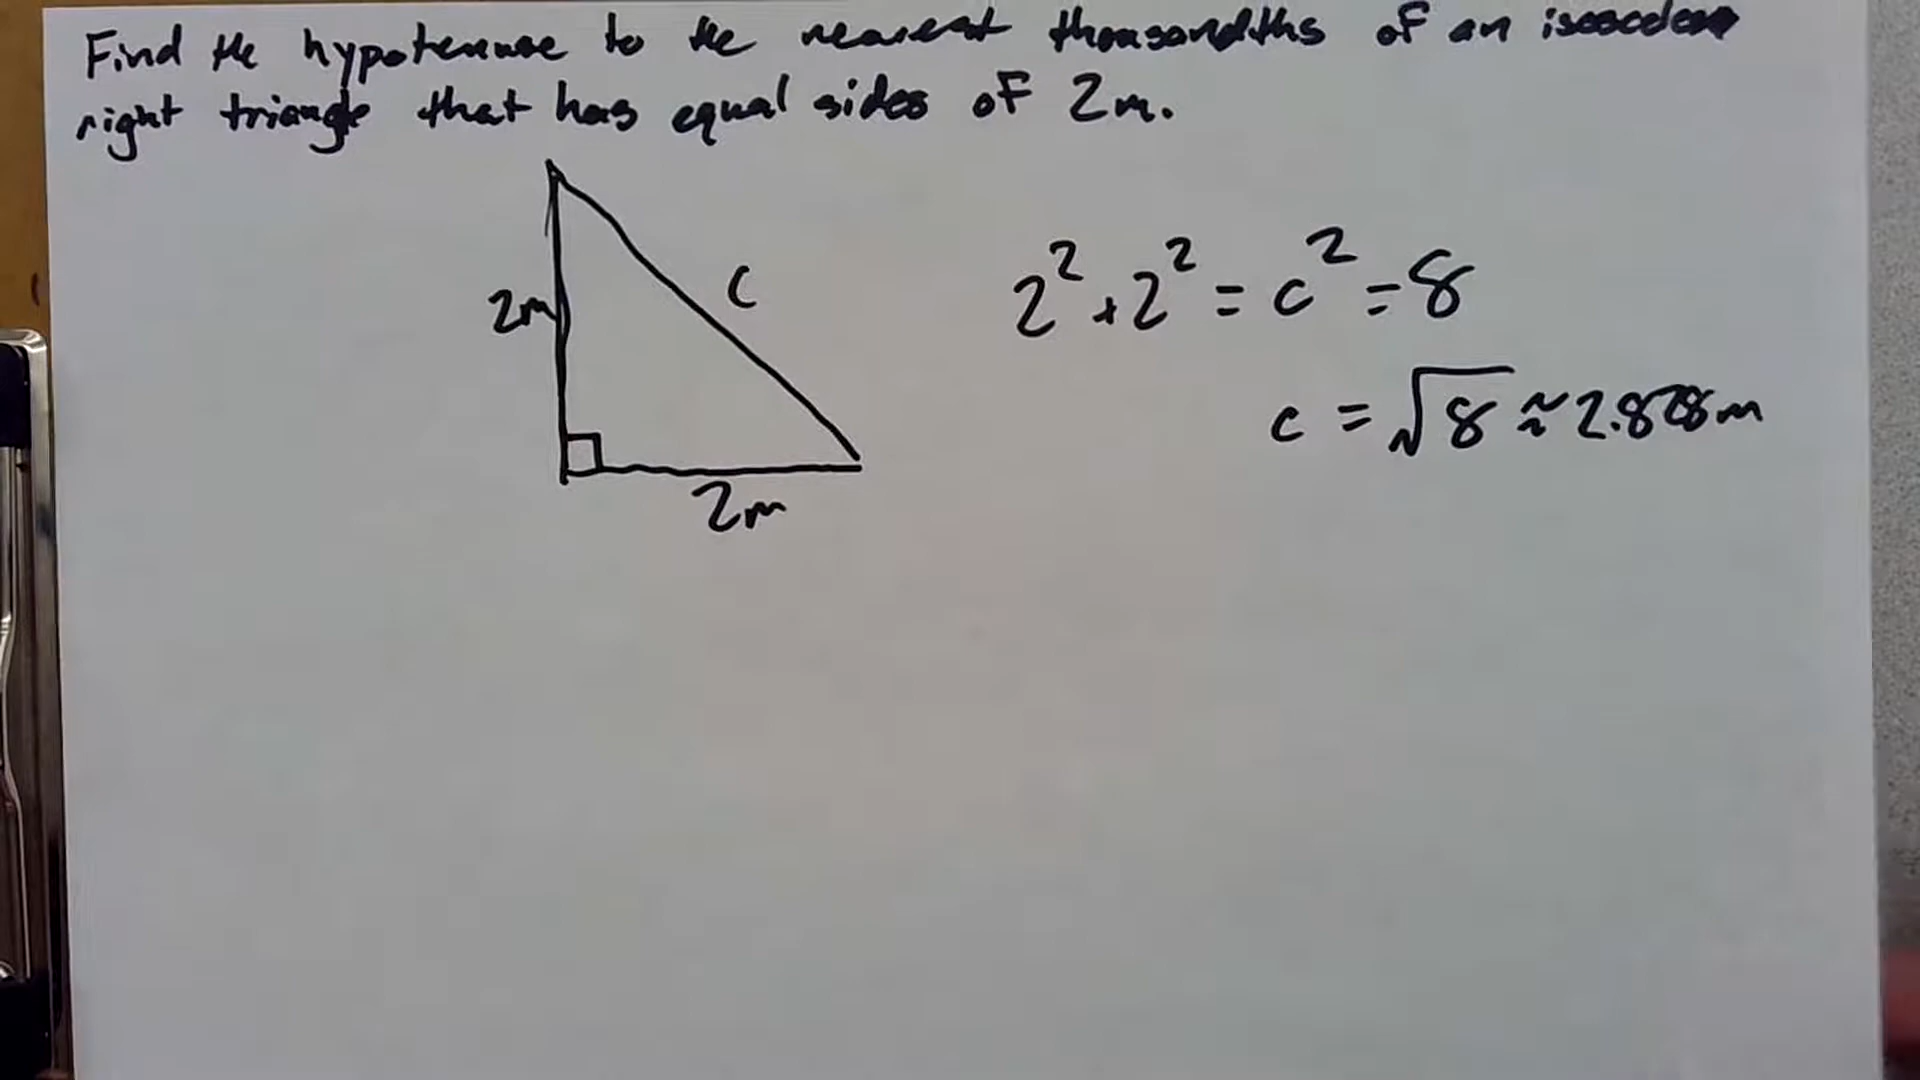 Find the hypotenuse to the nearest thousandths of an isosceles
right triangle that has equal sides of 2m.
2m
c
2² + 2² = c² = 8
c = √8 ≈ 2.828m
2m